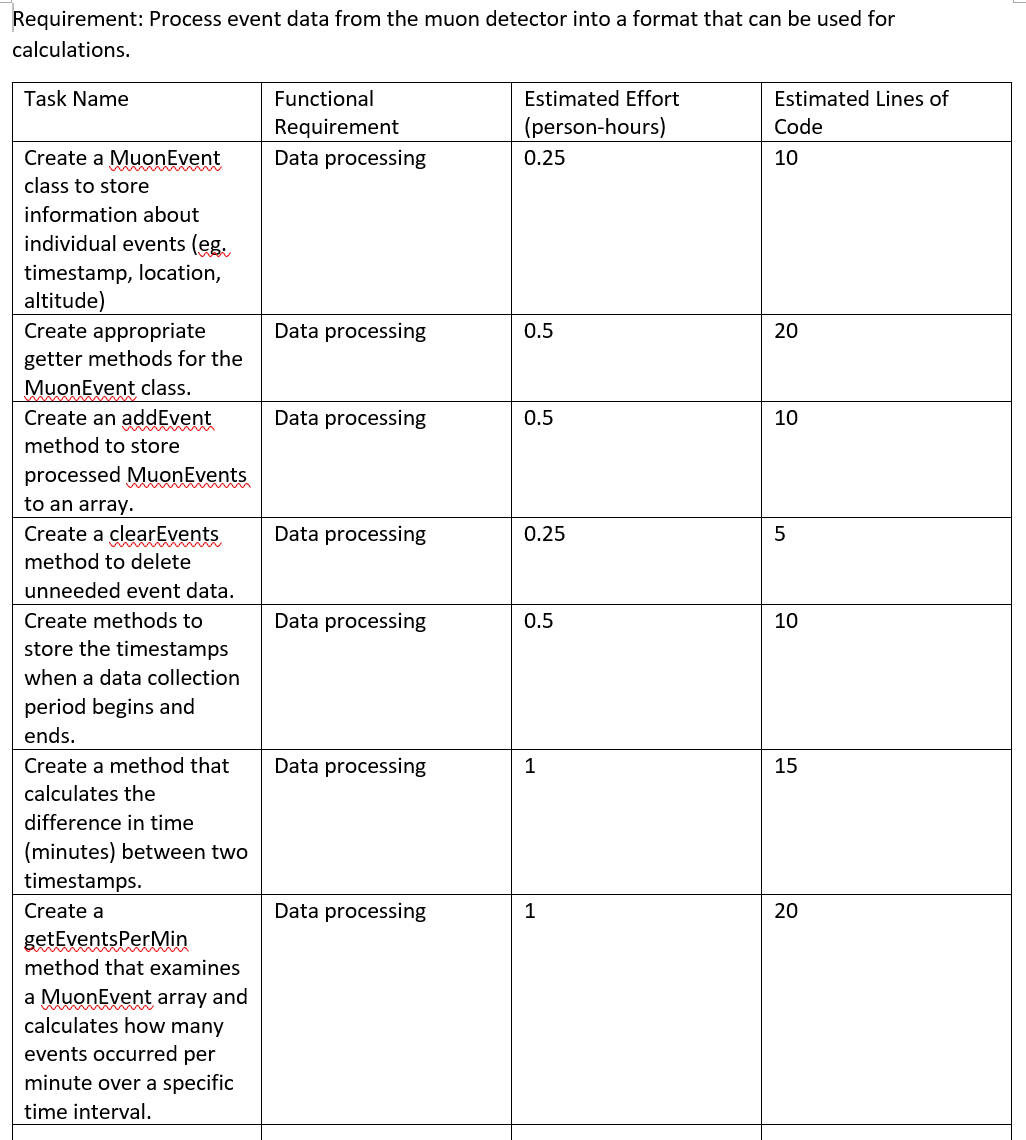 Requirement: Process event data from the muon detector into a format that can be used for
calculations.
Task Name
Functional
Requirement
Estimated Effort
(person-hours)
Estimated Lines of
Code
Create a MuonEvent
class to store
information about
individual events (eg.
timestamp, location,
altitude)
Data processing
0.25
10
Create appropriate
getter methods for the
MuonEvent class.
Data processing
0.5
20
Create an addEvent
method to store
processed MuonEvents
to an array.
Data processing
0.5
10
Create a clearEvents
method to delete
unneeded event data.
Data processing
0.25
5
Create methods to
store the timestamps
when a data collection
period begins and
ends.
Data processing
0.5
10
Create a method that
calculates the
difference in time
(minutes) between two
timestamps.
Data processing
1
15
Create a
getEventsPerMin
method that examines
a MuonEvent array and
calculates how many
events occurred per
minute over a specific
time interval.
Data processing
1
20